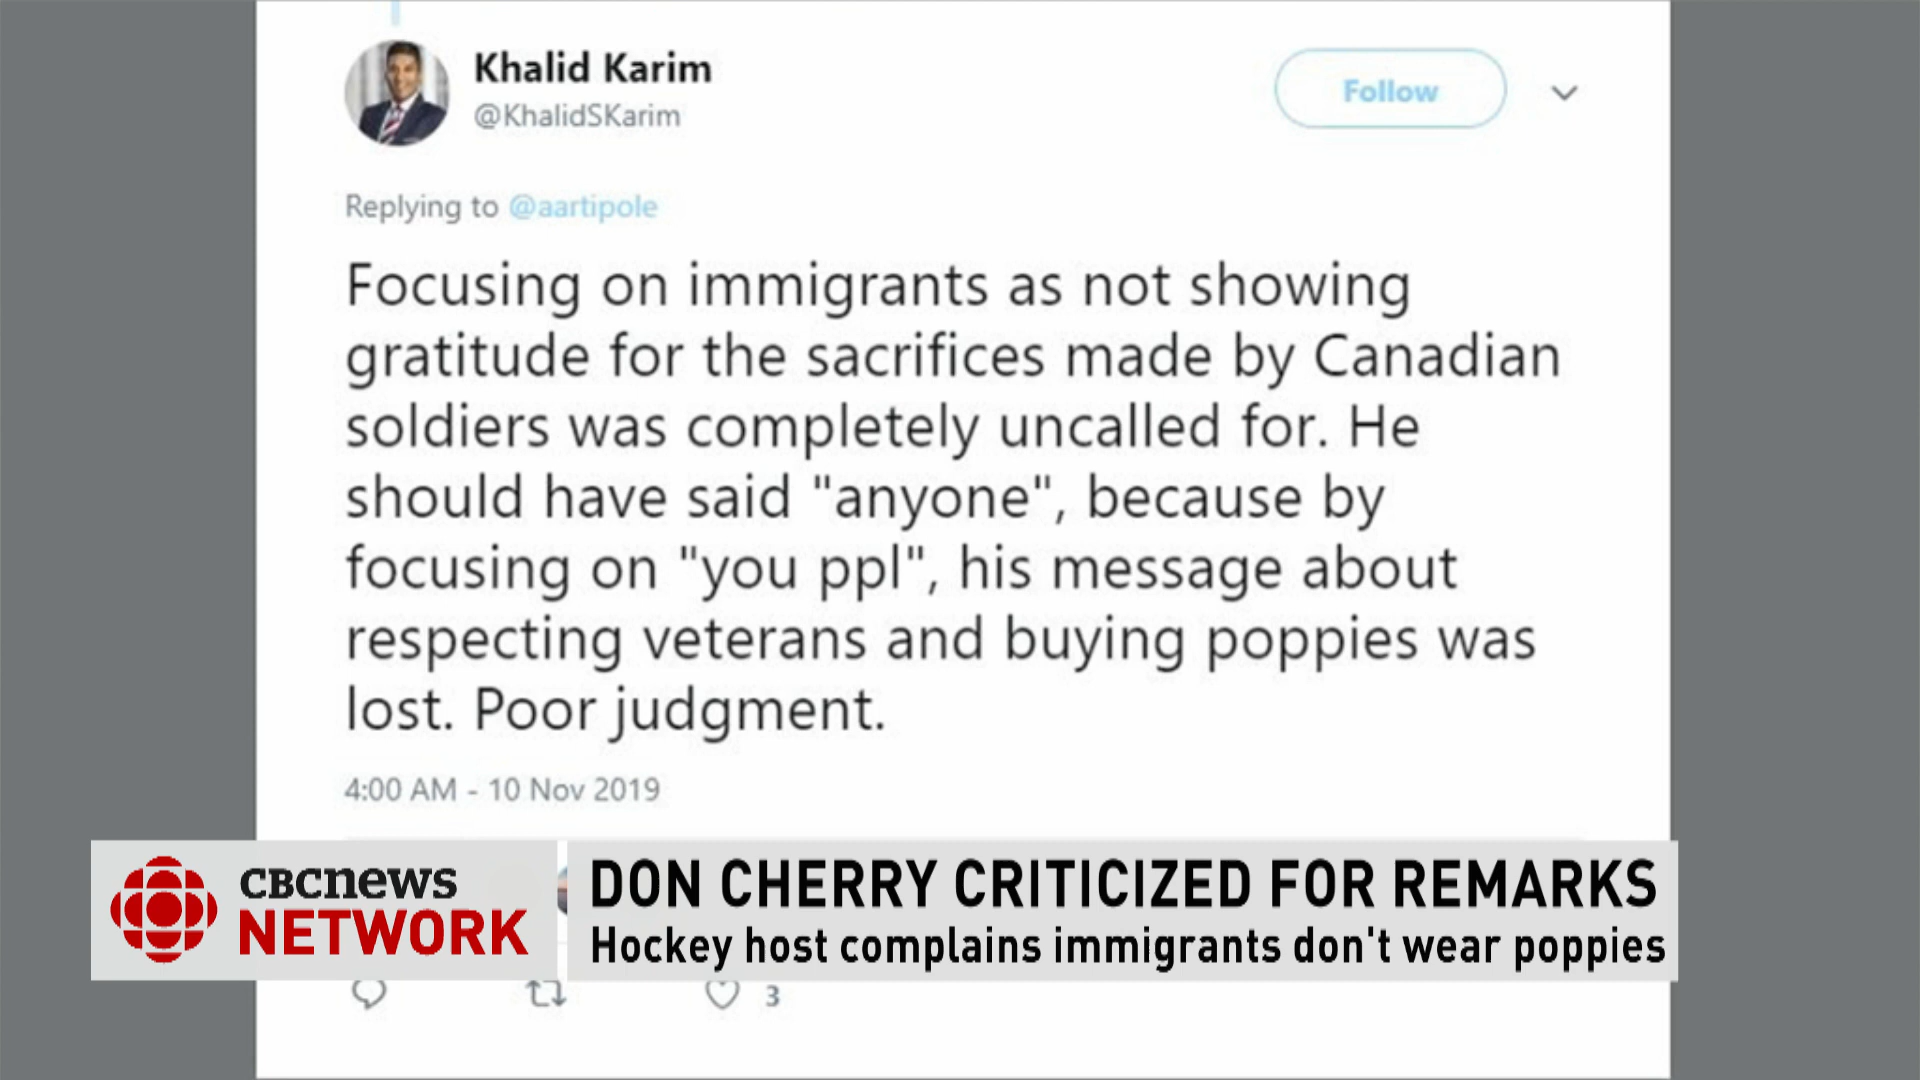 Khalid Karim
@KhalidSKarim
Follow
Replying to @aartipole
Focusing on immigrants as not showing
gratitude for the sacrifices made by Canadian
soldiers was completely uncalled for. He
should have said "anyone", because by
focusing on "you ppl", his message about
respecting veterans and buying poppies was
lost. Poor judgment.
4:00 AM - 10 Nov 2019
CBCnews
NETWORK
DON CHERRY CRITICIZED FOR REMARKS
Hockey host complains immigrants don't wear poppies
3